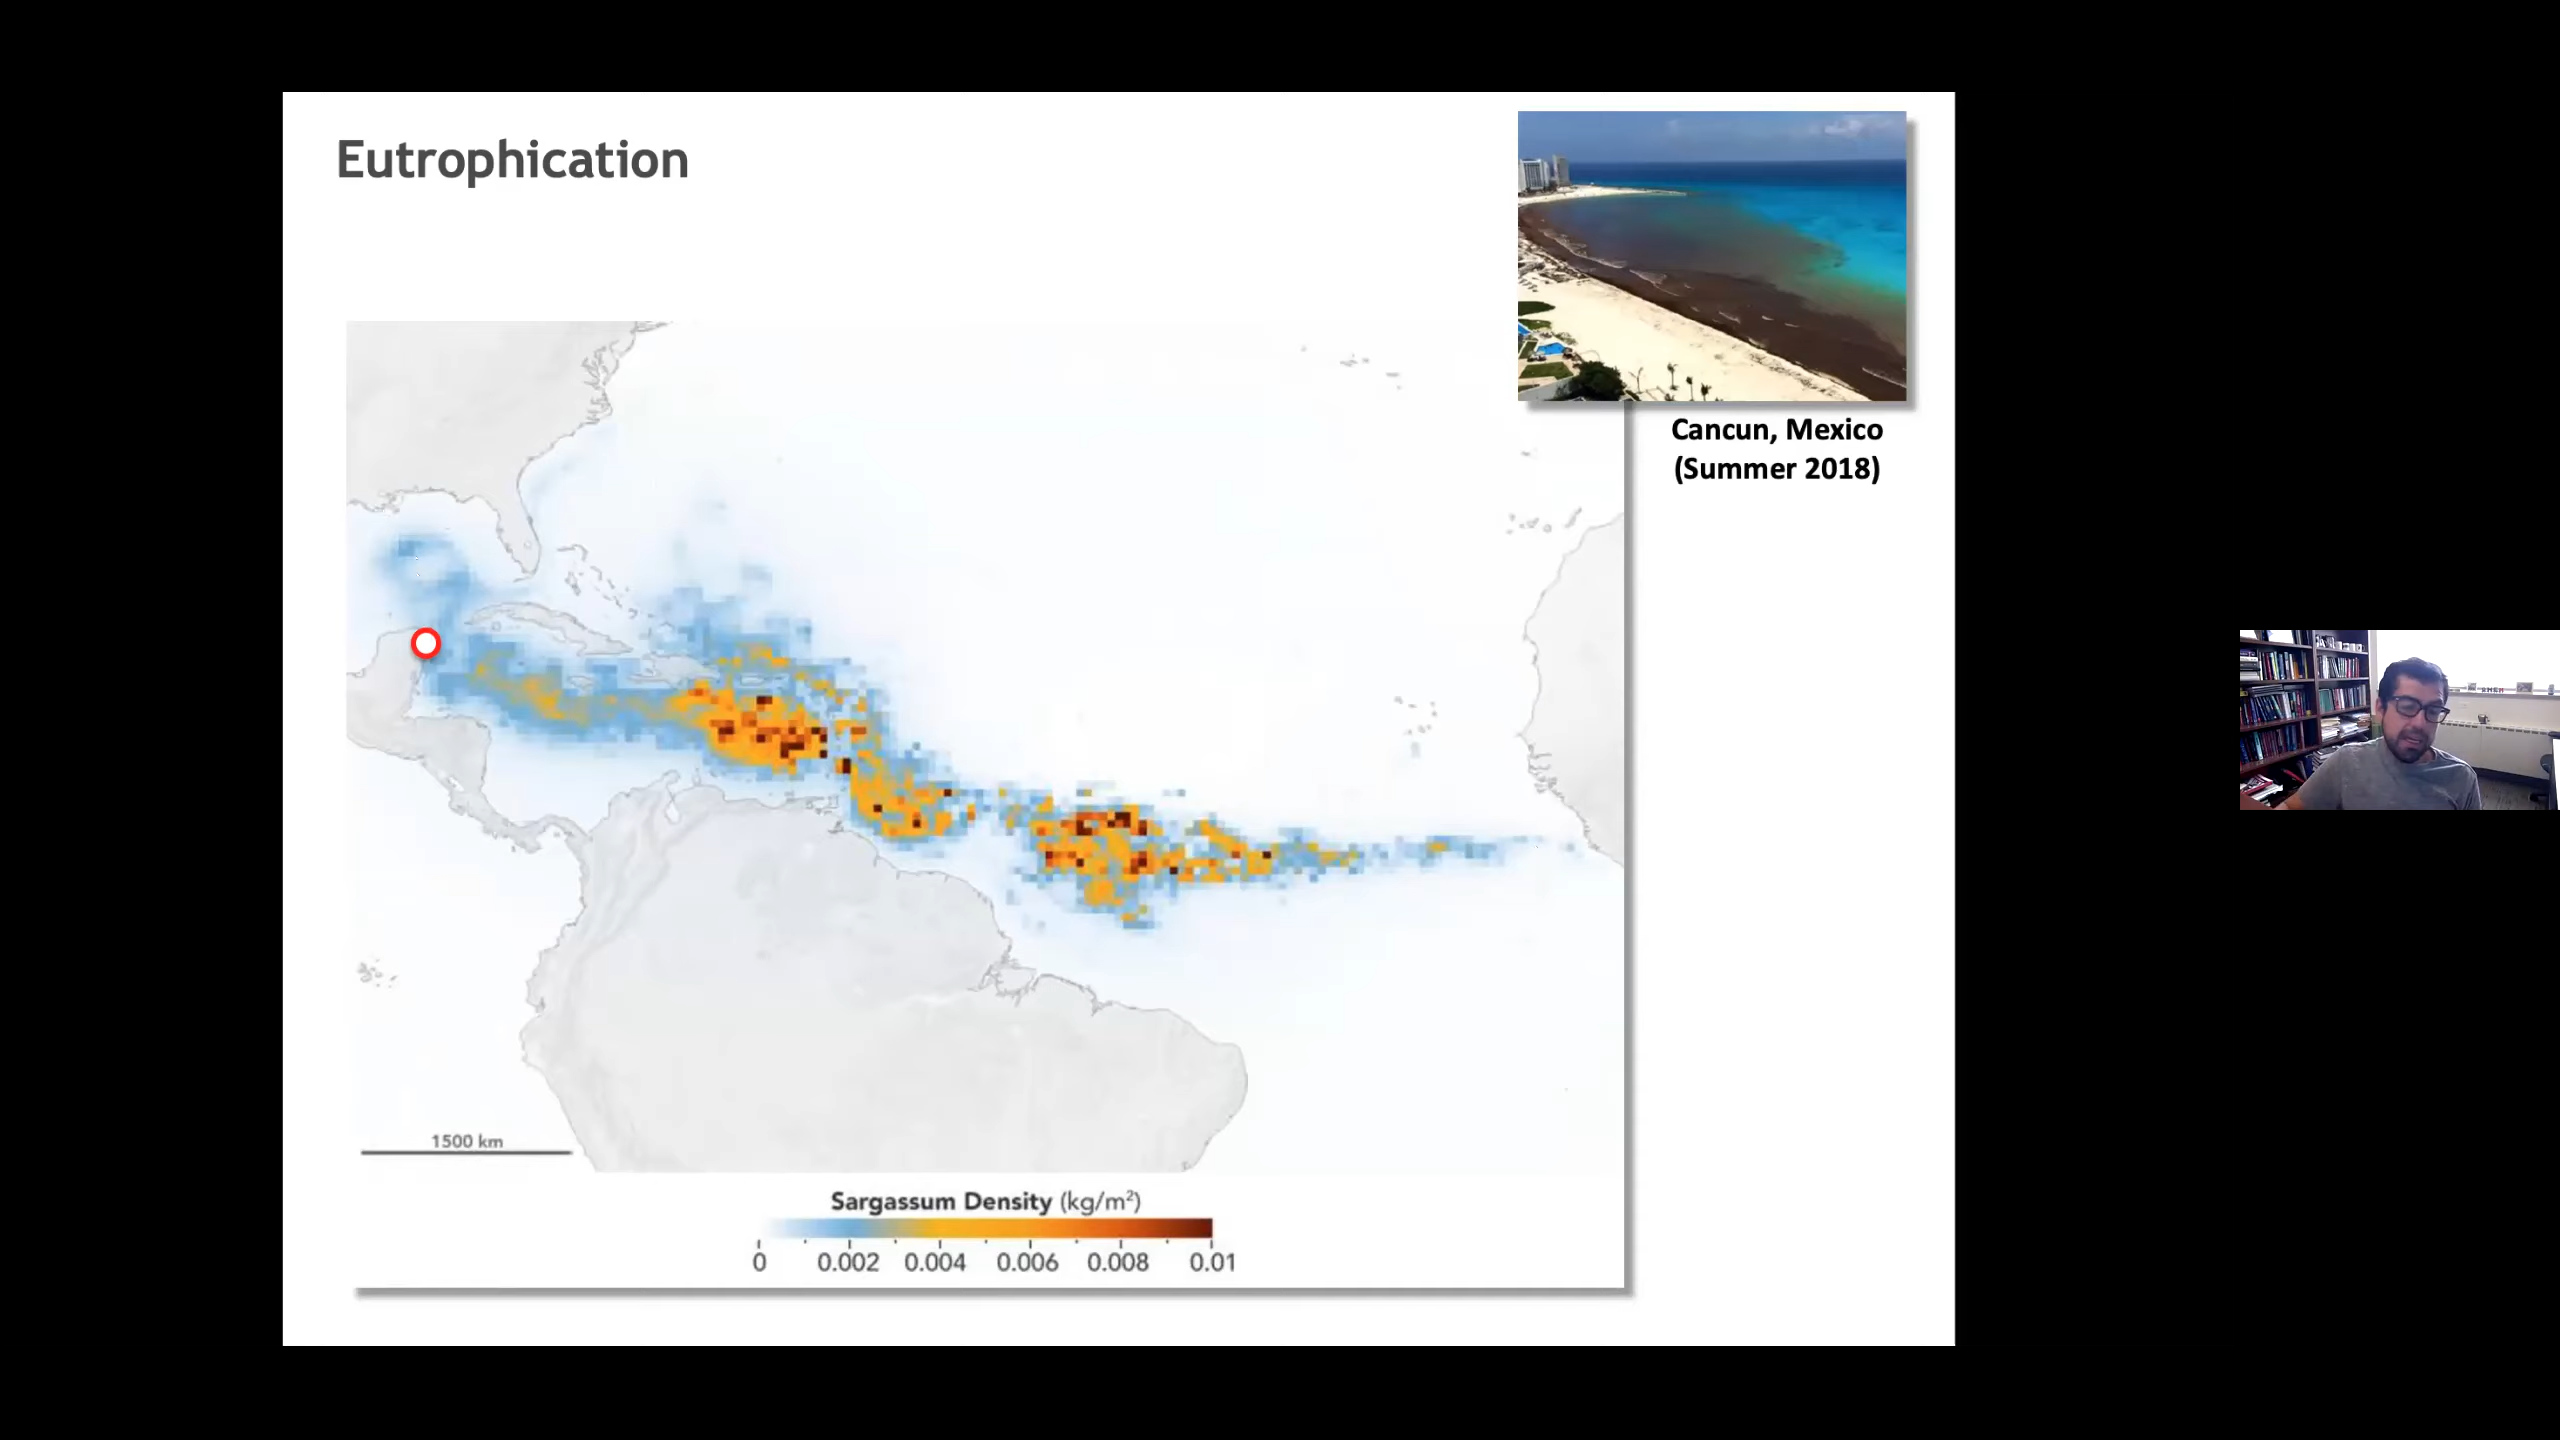 Eutrophication
Cancun, Mexico
(Summer 2018)
1500 km
Sargassum Density (kg/m²)
0 0.002 0.004 0.006 0.008 0.01